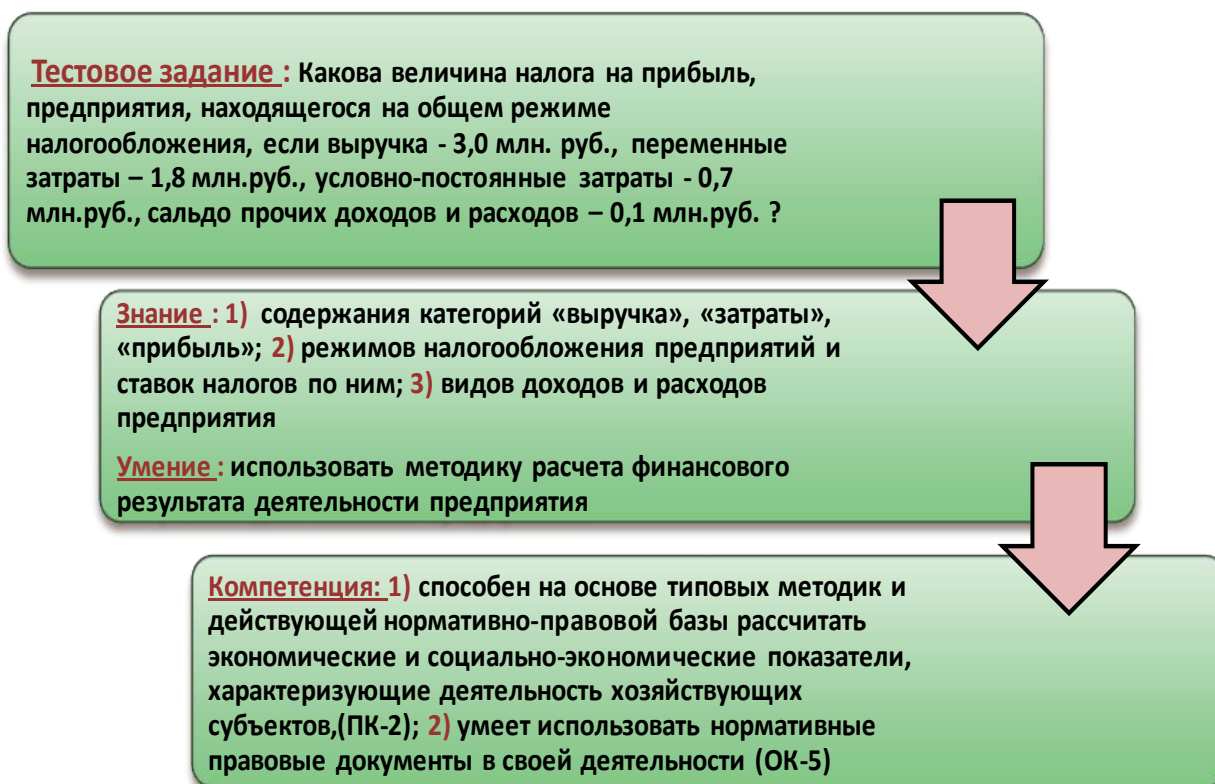 Тестовое задание : Какова величина налога на прибыль,
предприятия, находящегося на общем режиме
налогообложения, если выручка - 3,0 млн. руб., переменные
затраты – 1,8 млн.руб., условно-постоянные затраты - 0,7
млн.руб., сальдо прочих доходов и расходов – 0,1 млн.руб. ?
Знание : 1) содержания категорий «выручка», «затраты»,
«прибыль»; 2) режимов налогообложения предприятий и
ставок налогов по ним; 3) видов доходов и расходов
предприятия
Умение : использовать методику расчета финансового
результата деятельности предприятия
Компетенция: 1) способен на основе типовых методик и
действующей нормативно-правовой базы рассчитать
экономические и социально-экономические показатели,
характеризующие деятельность хозяйствующих
субъектов,(ПК-2); 2) умеет использовать нормативные
правовые документы в своей деятельности (ОК-5)